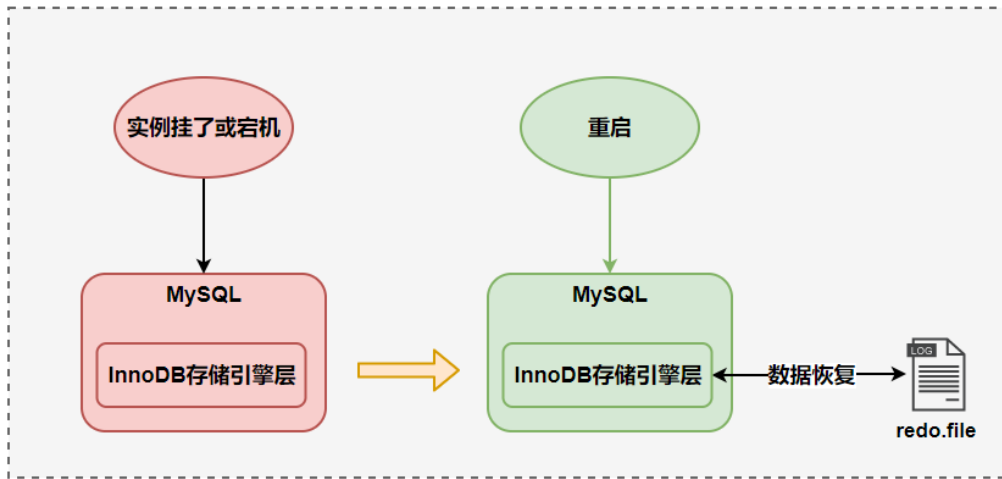 实例挂了或宕机
重启
MySQL
MySQL
InnoDB存储引擎层
InnoDB存储引擎层
数据恢复
LOG
redo.file